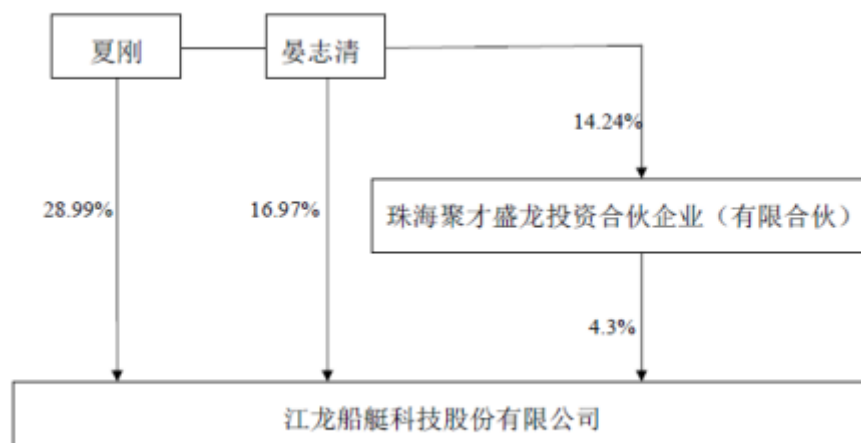 夏刚
晏志清
14.24%
28.99%
16.97%
珠海聚才盛龙投资合伙企业（有限合伙）
4.3%
江龙船艇科技股份有限公司